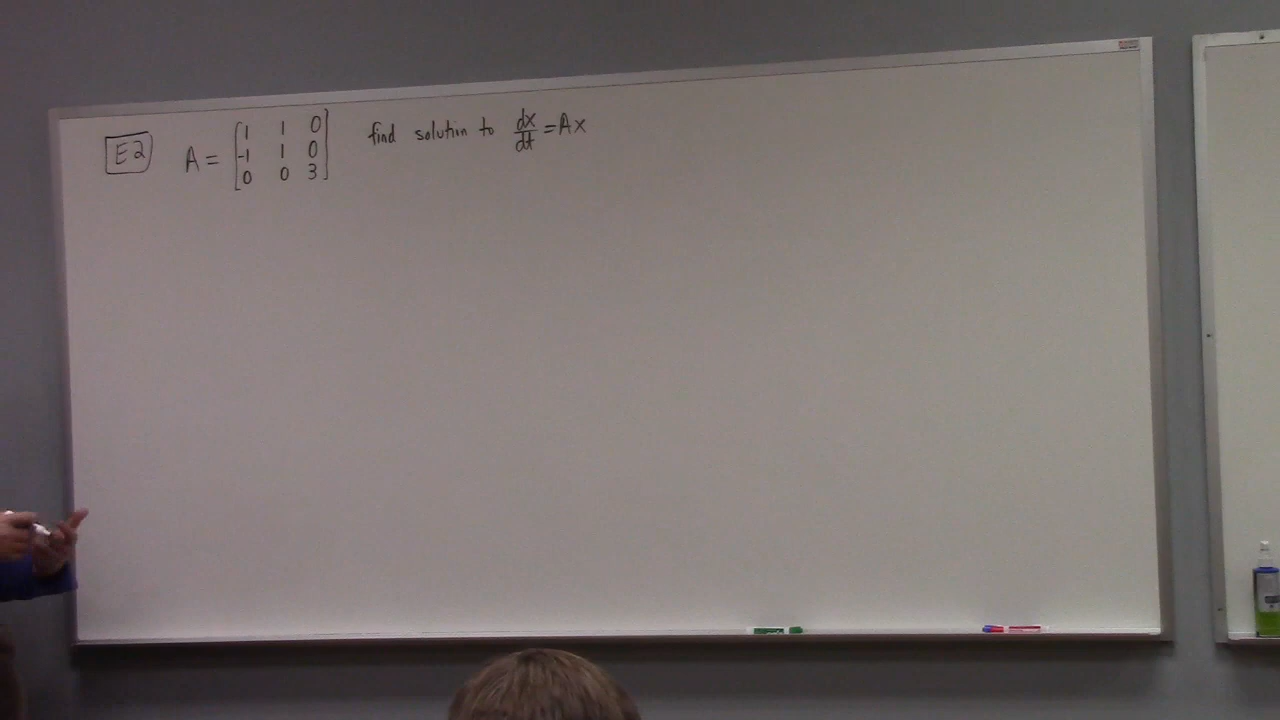 E2 A = [1 1 0; -1 1 0; 0 0 3] find solution to dx/dt = Ax